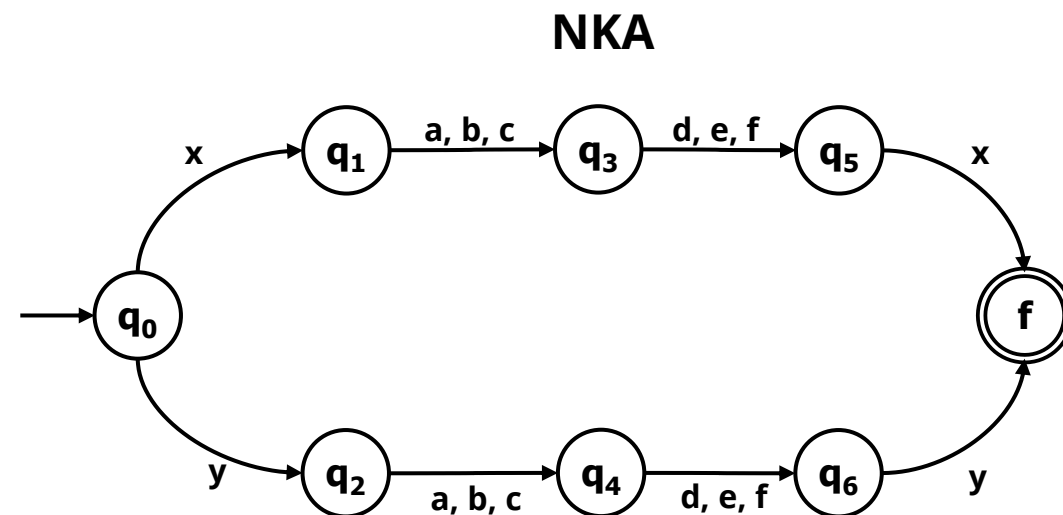 NKA
x
q₁
a, b, c
q₃
d, e, f
q₅
x
q₀
f
y
q₂
a, b, c
q₄
d, e, f
q₆
y